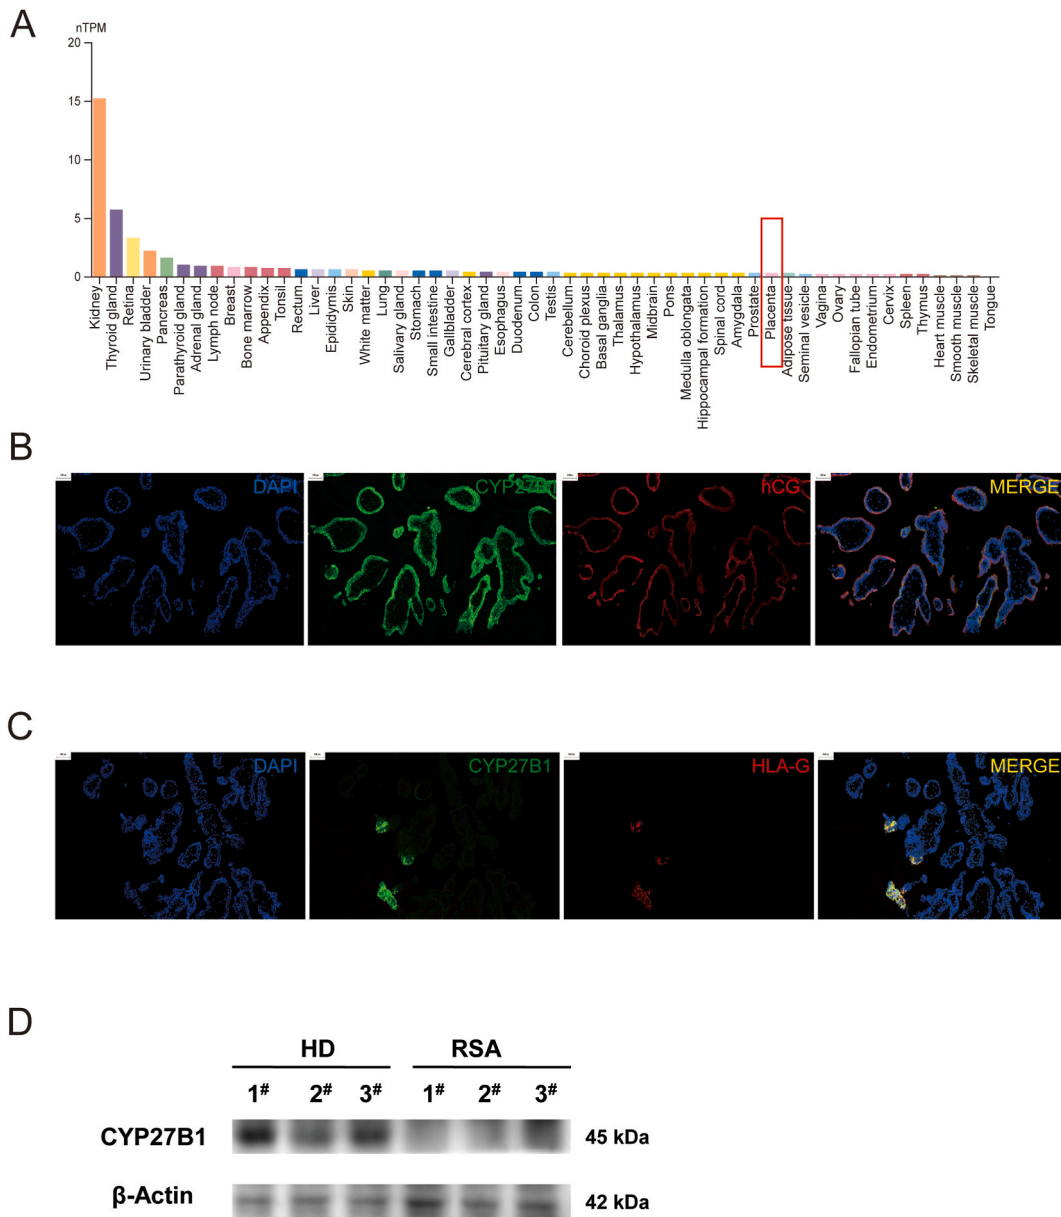 A
nTPM
20
15
10
5
0
Kidney
Thyroid gland
Retina
Urinary bladder
Pancreas
Parathyroid gland
Adrenal gland
Lymph node
Breast
Bone marrow
Appendix
Tonsil
Rectum
Liver
Epididymis
Skin
White matter
Lung
Salivary gland
Stomach
Small intestine
Gallbladder
Cerebral cortex
Pituitary gland
Esophagus
Duodenum
Colon
Testis
Cerebellum
Choroid plexus
Basal ganglia
Thalamus
Hypothalamus
Midbrain
Pons
Medulla oblongata
Hippocampal formation
Spinal cord
Amygdala
Prostate
Placenta
Adipose tissue
Seminal vesicle
Vagina
Ovary
Fallopian tube
Endometrium
Cervix
Spleen
Thymus
Heart muscle
Smooth muscle
Skeletal muscle
Tongue
B
DAPI CYP27B1 hCG MERGE
C
DAPI CYP27B1 HLA-G MERGE
D
HD RSA
1# 2# 3# 1# 2# 3#
CYP27B1 45 kDa
β-Actin 42 kDa